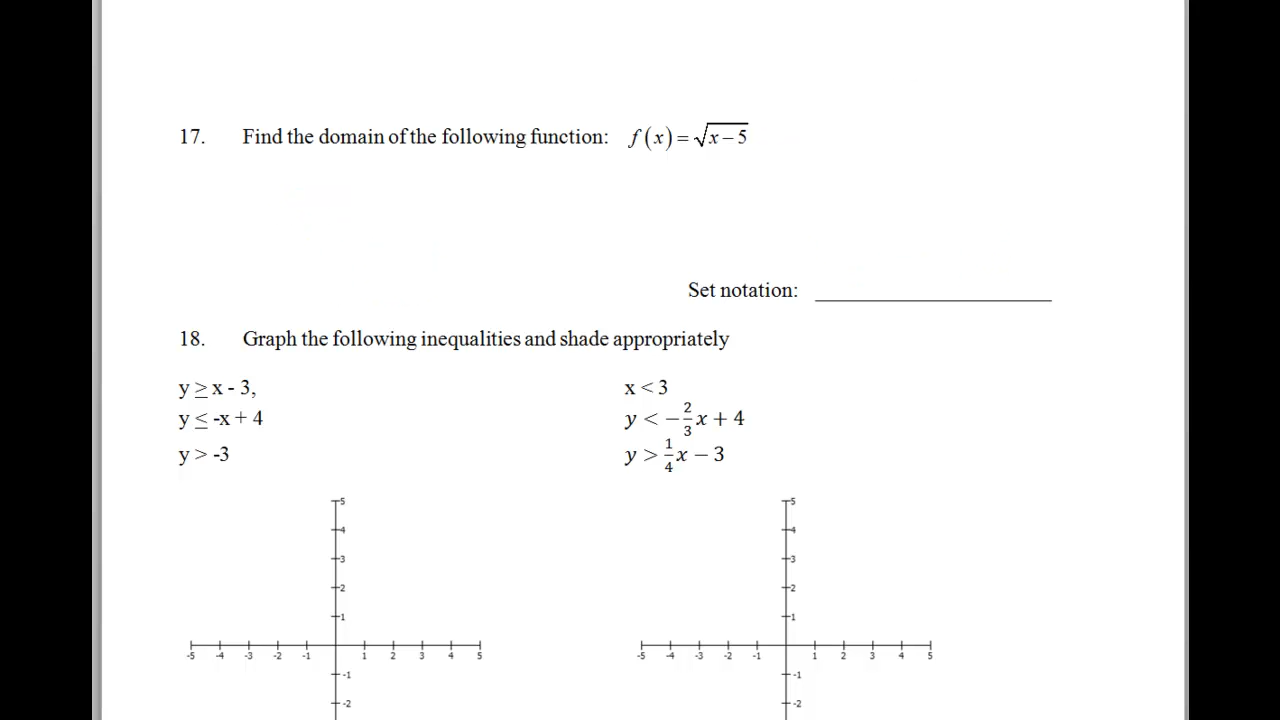 17. Find the domain of the following function: f(x) = √x − 5
Set notation: ____________________
18. Graph the following inequalities and shade appropriately
y ≥ x - 3,
y ≤ -x + 4
y > -3
x < 3
y < −2/3x + 4
y > 1/4x − 3
5
4
3
2
1
-5 -4 -3 -2 -1 1 2 3 4 5
-1
-2
5
4
3
2
1
-5 -4 -3 -2 -1 1 2 3 4 5
-1
-2